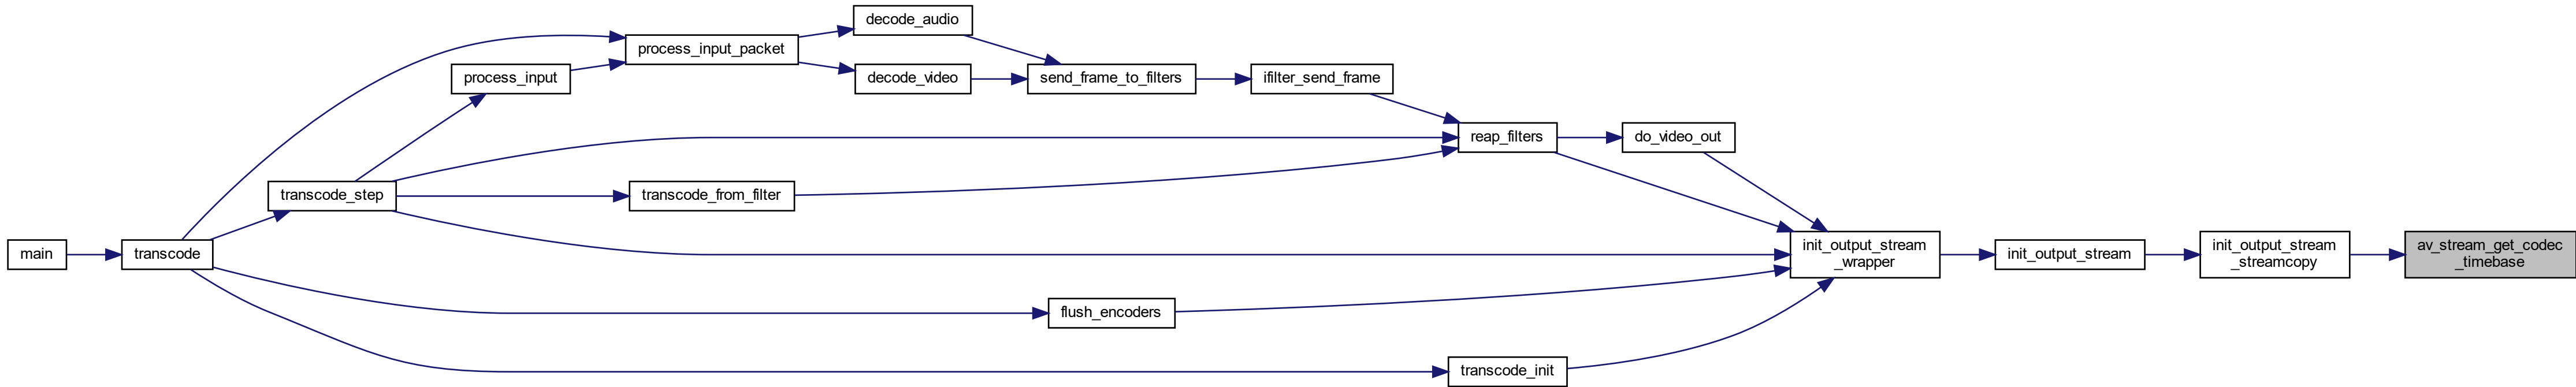 decode_audio
process_input_packet
process_input
decode_video
send_frame_to_filters
ifilter_send_frame
reap_filters
do_video_out
transcode_step
transcode_from_filter
main
transcode
init_output_stream
_wrapper
init_output_stream
init_output_stream
_streamcopy
av_stream_get_codec
_timebase
flush_encoders
transcode_init